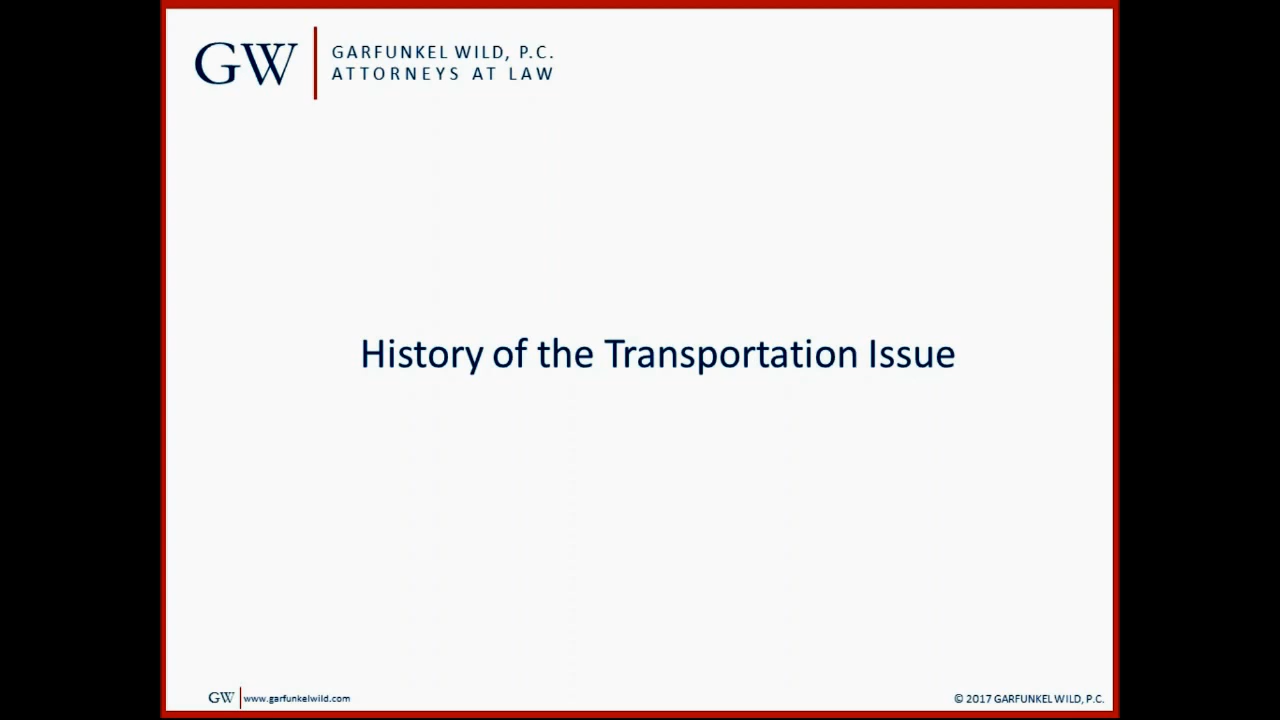 GW
GARFUNKEL WILD, P.C.
ATTORNEYS AT LAW
History of the Transportation Issue
GW www.garfunkelwild.com
© 2017 GARFUNKEL WILD, P.C.